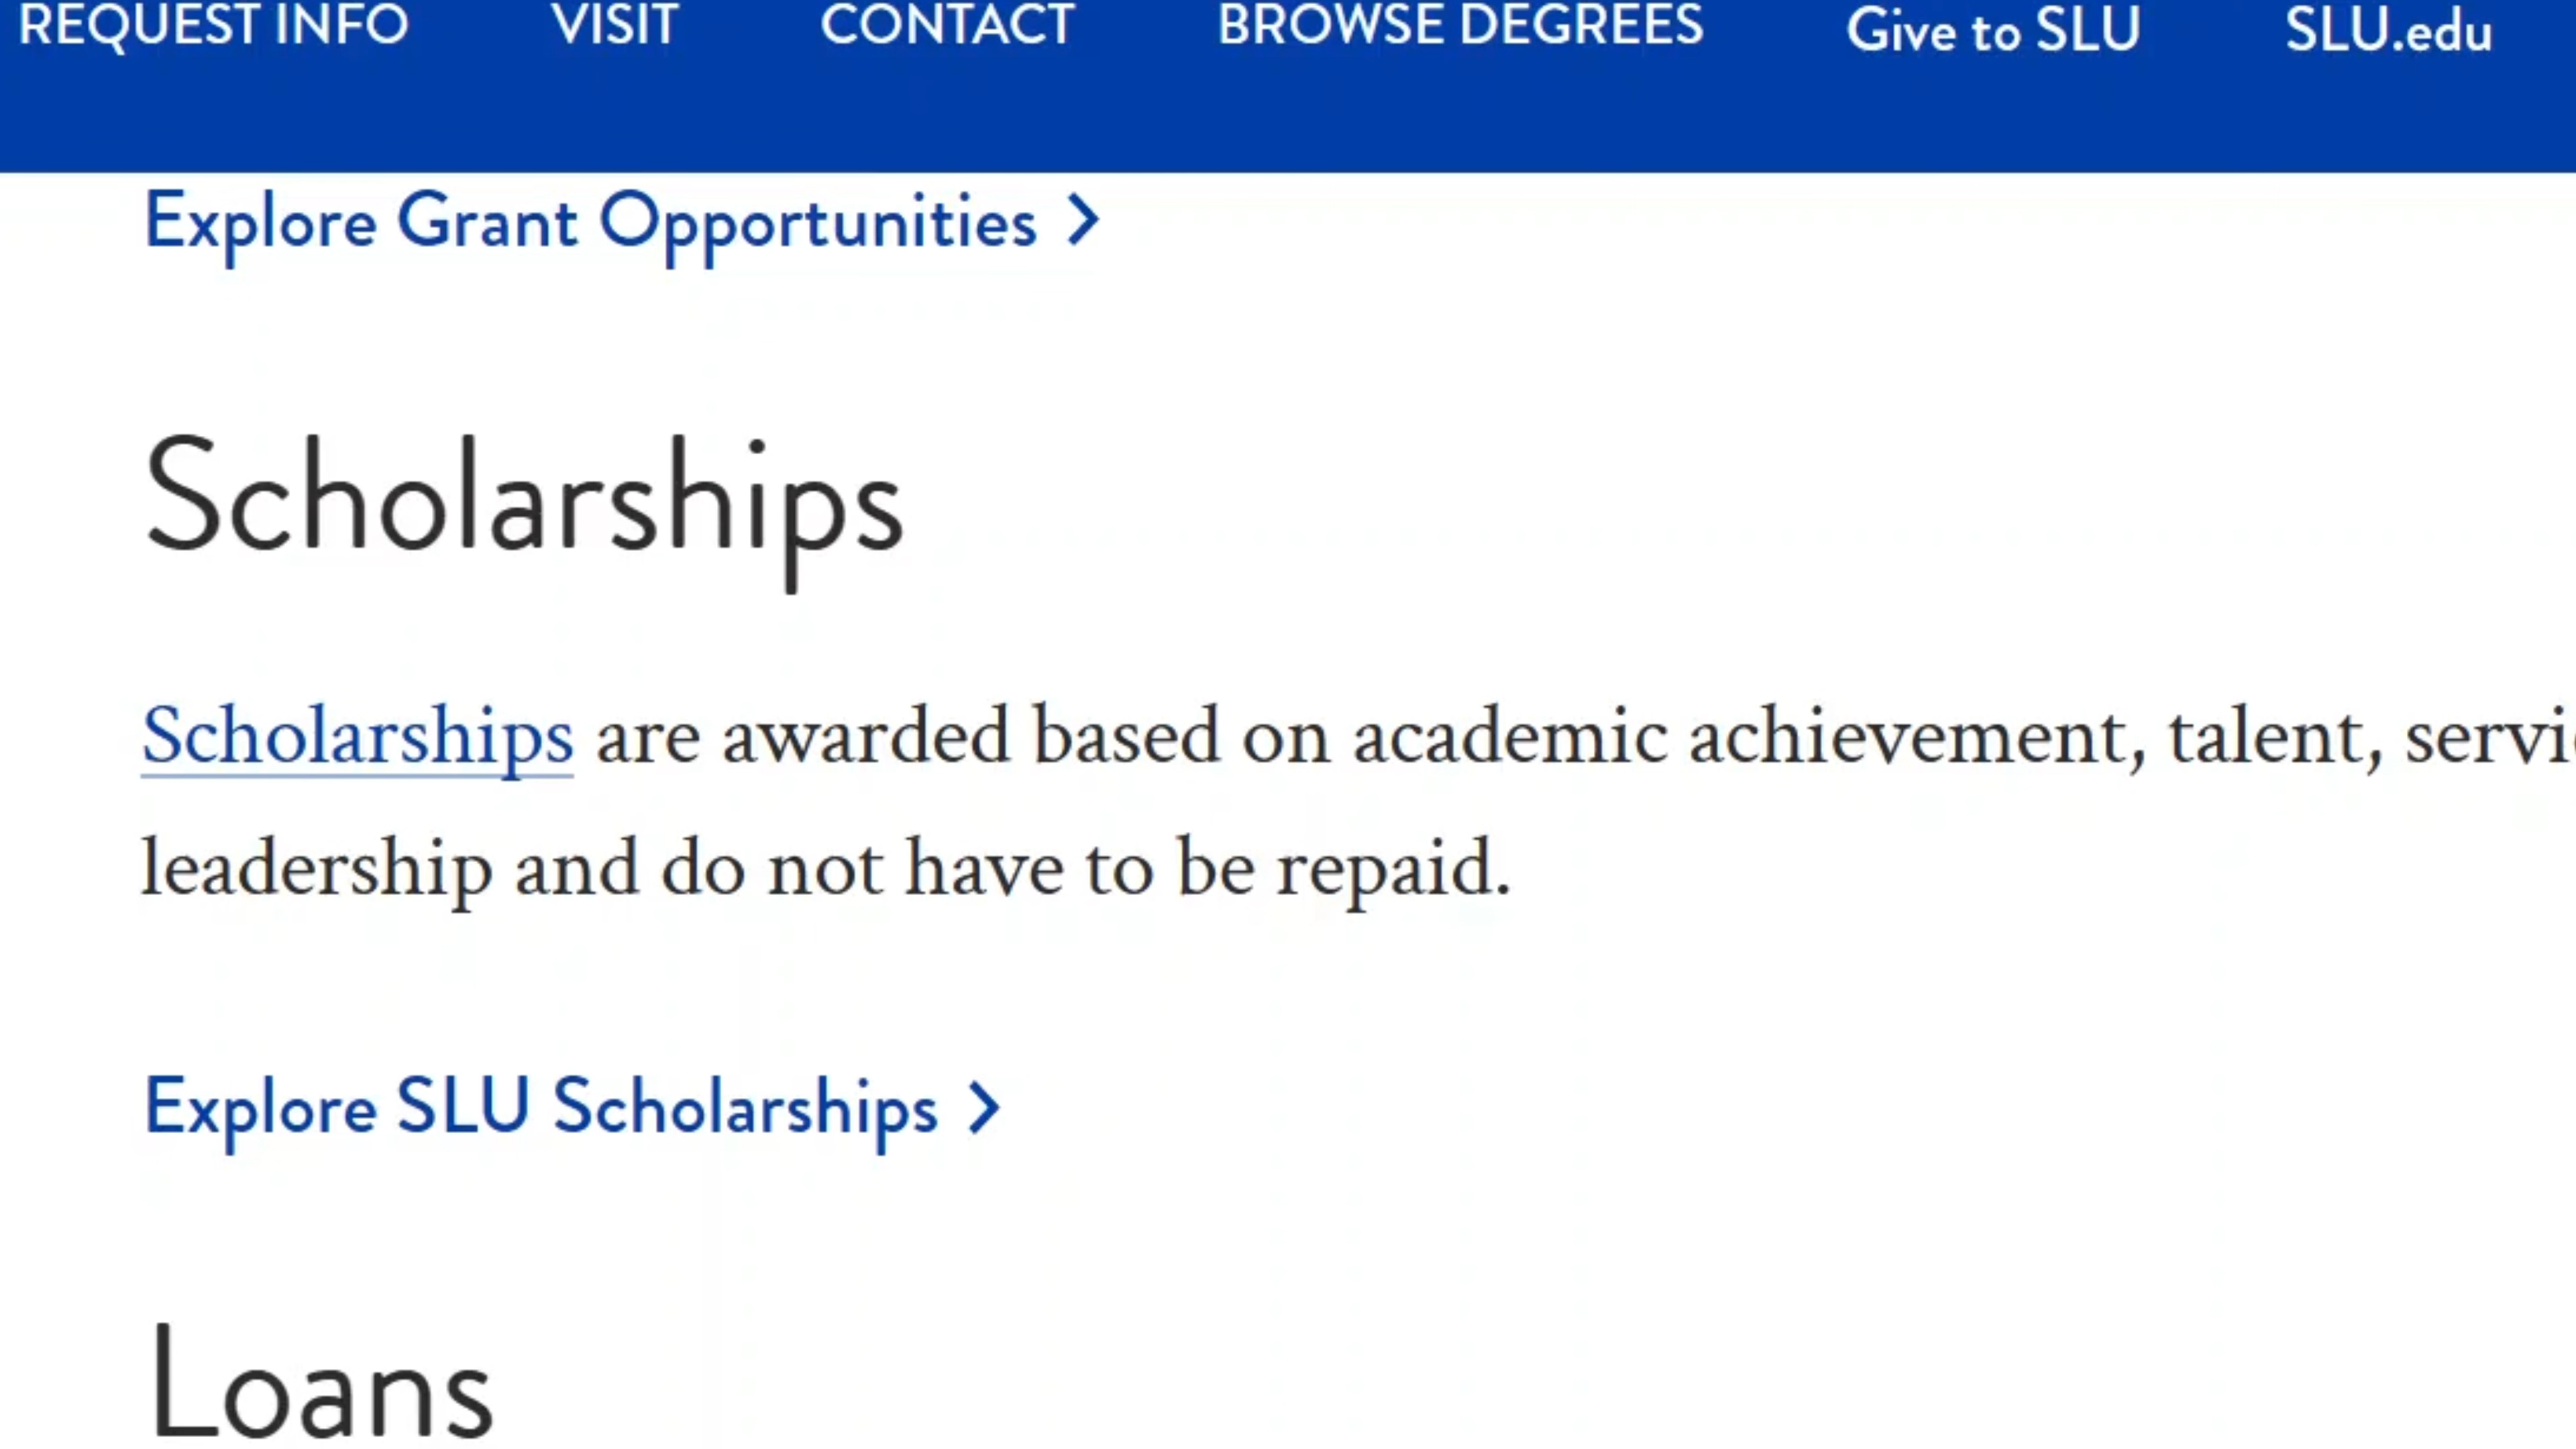 REQUEST INFO VISIT CONTACT BROWSE DEGREES Give to SLU SLU.edu
Explore Grant Opportunities >
Scholarships
Scholarships are awarded based on academic achievement, talent,
leadership and do not have to be repaid.
Explore SLU Scholarships >
Loans